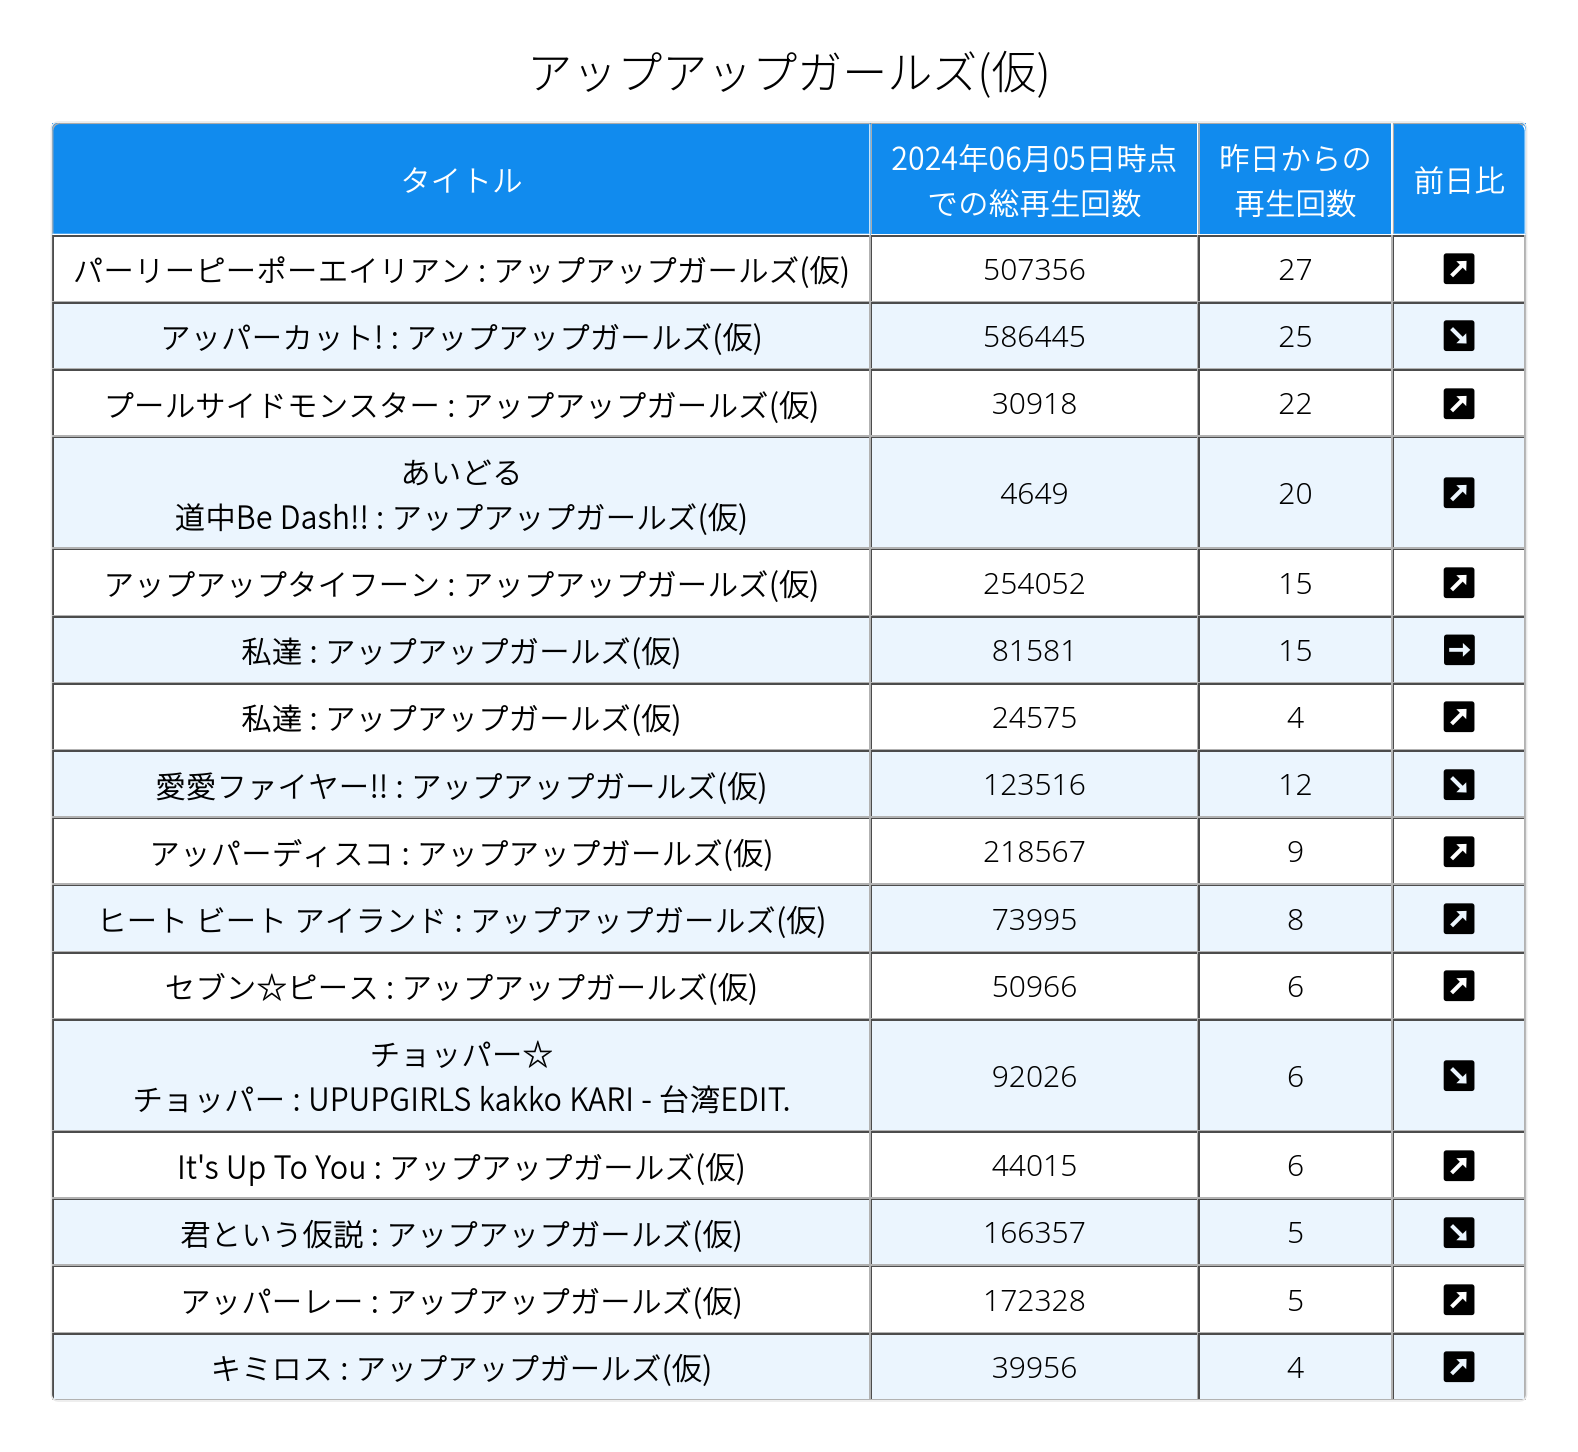 アップアップガールズ(仮)
タイトル 2024年06月05日時点での総再生回数 昨日からの再生回数 前日比
パーリーピーポーエイリアン : アップアップガールズ(仮) 507356 27 ↗
アッパーカット! : アップアップガールズ(仮) 586445 25 ↘
プールサイドモンスター : アップアップガールズ(仮) 30918 22 ↗
あいどる
道中Be Dash!! : アップアップガールズ(仮) 4649 20 ↗
アップアップタイフーン : アップアップガールズ(仮) 254052 15 ↗
私達 : アップアップガールズ(仮) 81581 15 →
私達 : アップアップガールズ(仮) 24575 4 ↗
愛愛ファイヤー!! : アップアップガールズ(仮) 123516 12 ↘
アッパーディスコ : アップアップガールズ(仮) 218567 9 ↗
ヒート ビート アイランド : アップアップガールズ(仮) 73995 8 ↗
セブン☆ピース : アップアップガールズ(仮) 50966 6 ↗
チョッパー☆
チョッパー : UPUPGIRLS kakko KARI - 台湾EDIT. 92026 6 ↘
It's Up To You : アップアップガールズ(仮) 44015 6 ↗
君という仮説 : アップアップガールズ(仮) 166357 5 ↘
アッパーレー : アップアップガールズ(仮) 172328 5 ↗
キミロス : アップアップガールズ(仮) 39956 4 ↗